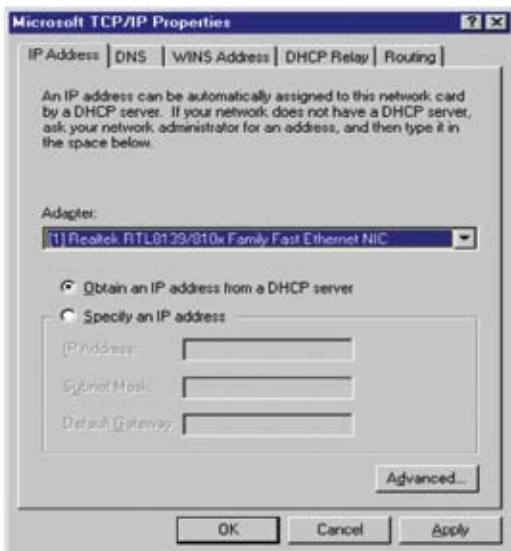 Microsoft TCP/IP Properties
IP Address DNS WINS Address DHCP Relay Routing
An IP address can be automatically assigned to this network card
by a DHCP server. If your network does not have a DHCP server,
ask your network administrator for an address, and then type it in
the space below.
Adapter:
[1] Realtek RTL8139/810x Family Fast Ethernet NIC
Obtain an IP address from a DHCP server
Specify an IP address
IP Address:
Subnet Mask:
Default Gateway:
Advanced...
OK Cancel Apply